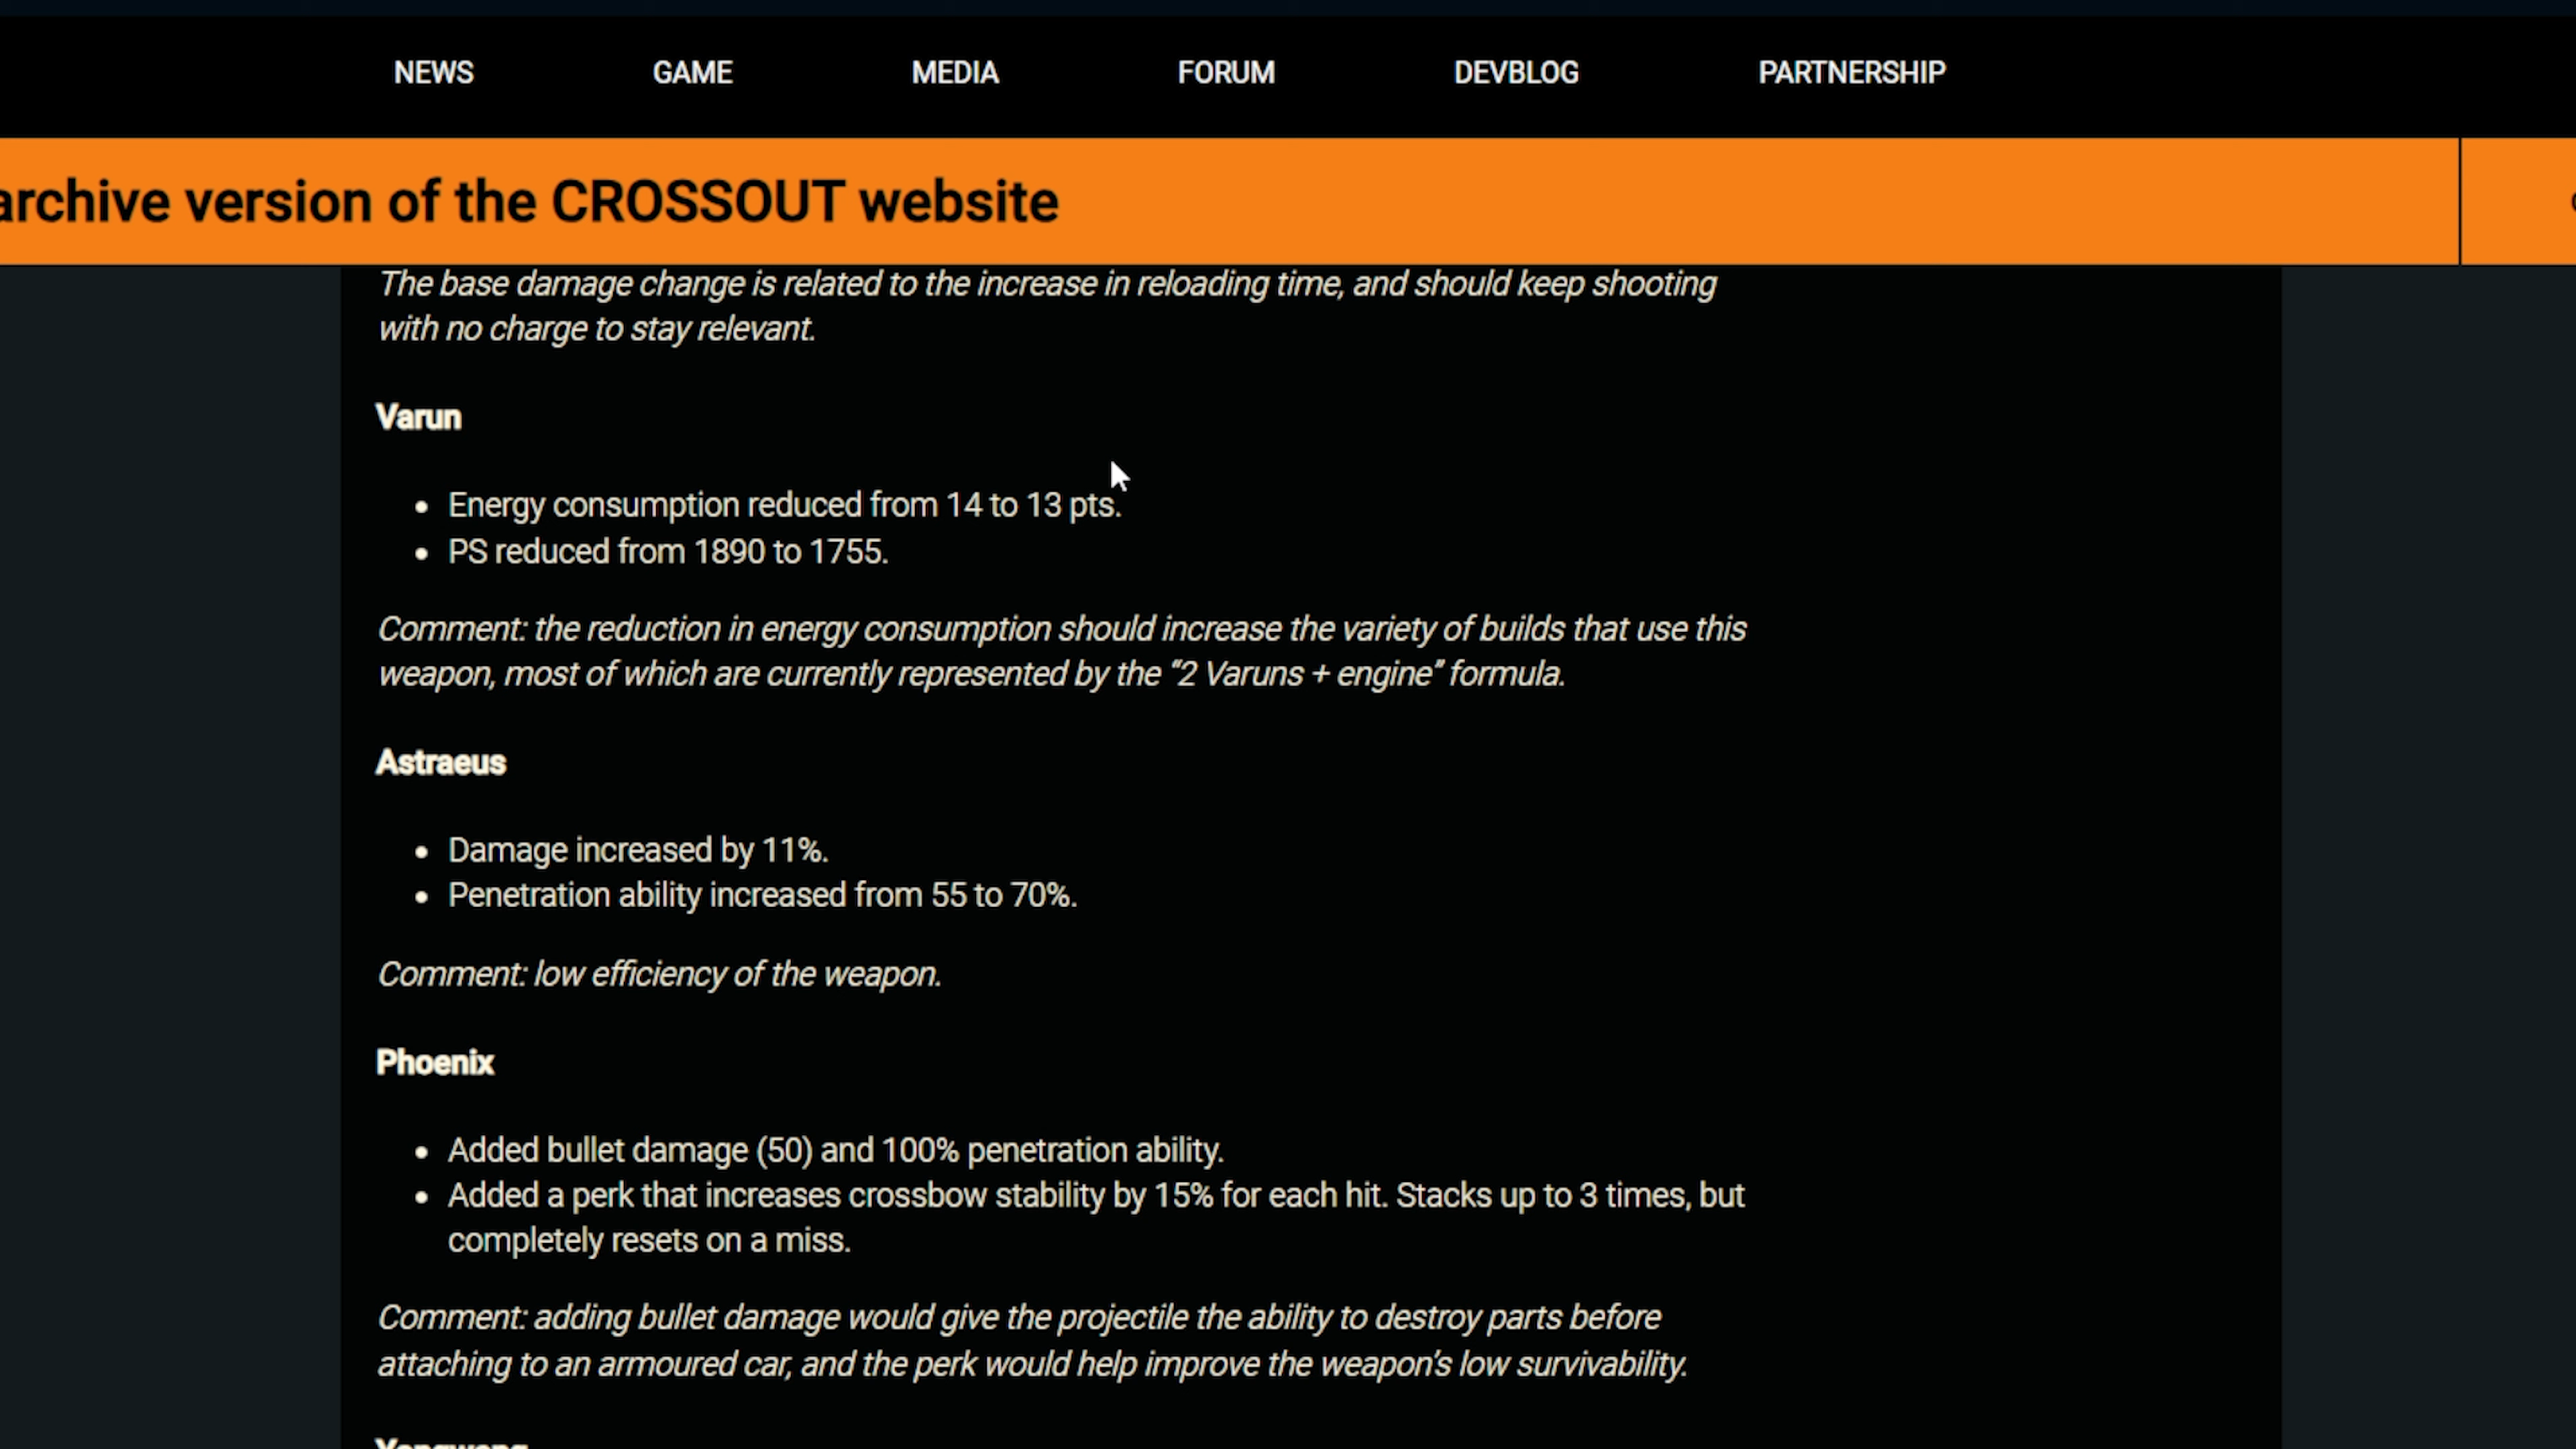 NEWS GAME MEDIA FORUM DEVBLOG PARTNERSHIP
archive version of the CROSSOUT website
The base damage change is related to the increase in reloading time, and should keep shooting
with no charge to stay relevant.
Varun
• Energy consumption reduced from 14 to 13 pts.
• PS reduced from 1890 to 1755.
Comment: the reduction in energy consumption should increase the variety of builds that use this
weapon, most of which are currently represented by the “2 Varuns + engine” formula.
Astraeus
• Damage increased by 11%.
• Penetration ability increased from 55 to 70%.
Comment: low efficiency of the weapon.
Phoenix
• Added bullet damage (50) and 100% penetration ability.
• Added a perk that increases crossbow stability by 15% for each hit. Stacks up to 3 times, but
completely resets on a miss.
Comment: adding bullet damage would give the projectile the ability to destroy parts before
attaching to an armoured car, and the perk would help improve the weapon’s low survivability.